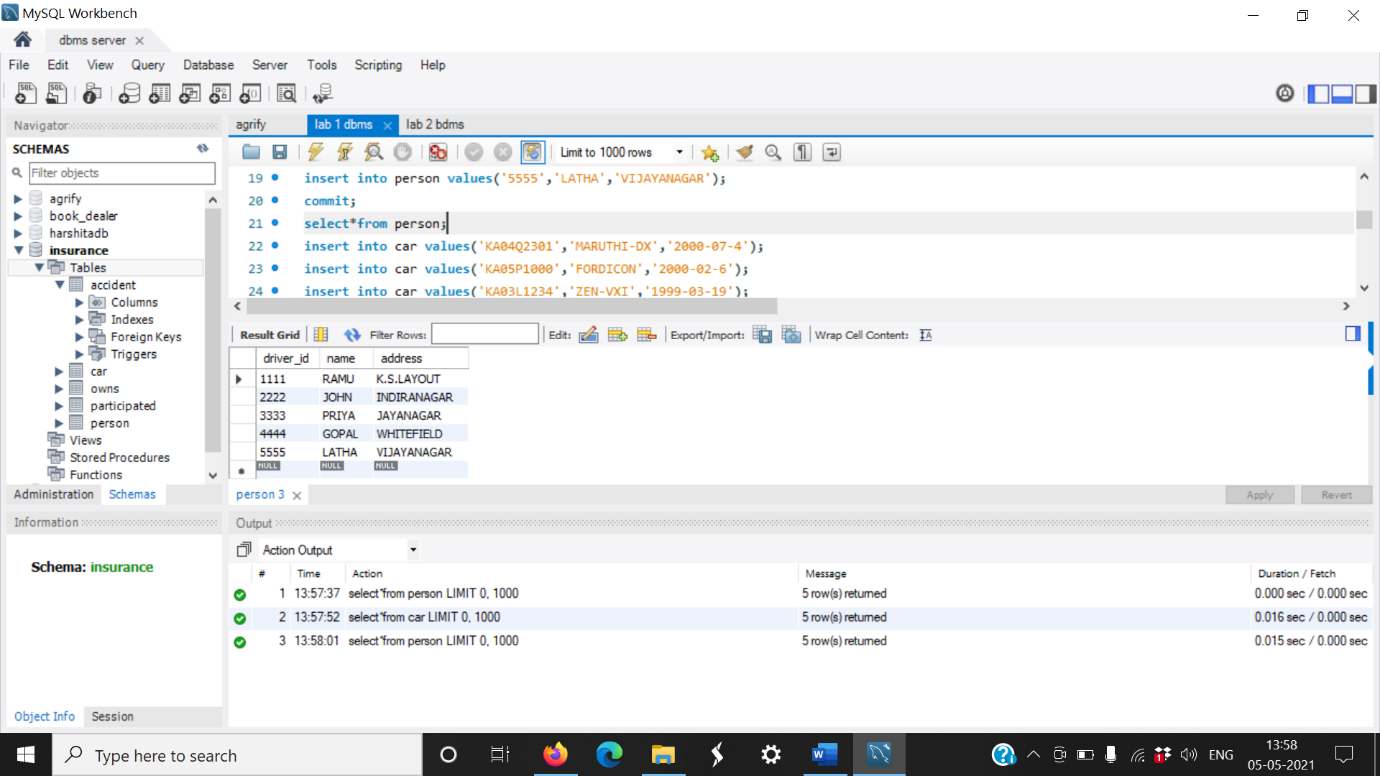 MySQL Workbench
dbms server
File Edit View Query Database Server Tools Scripting Help
Navigator
SCHEMAS
Filter objects
agrify
book_dealer
harshitadb
insurance
Tables
accident
Columns
Indexes
Foreign Keys
Triggers
car
owns
participated
person
Views
Stored Procedures
Functions
Administration Schemas
Information
Schema: insurance
Object Info Session
agrify lab 1 dbms lab 2 bdms
Limit to 1000 rows
19 insert into person values('5555','LATHA','VIJAYANAGAR');
20 commit;
21 select*from person;
22 insert into car values('KA04Q2301','MARUTHI-DX','2000-07-4');
23 insert into car values('KA05P1000','FORDICON','2000-02-6');
24 insert into car values('KA03L1234','ZEN-VXI','1999-03-19');
Result Grid Filter Rows: Edit: Export/Import: Wrap Cell Content:
driver_id name address
1111 RAMU K.S.LAYOUT
2222 JOHN INDIRANAGAR
3333 PRIYA JAYANAGAR
4444 GOPAL WHITEFIELD
5555 LATHA VIJAYANAGAR
NULL NULL NULL
person 3 Apply Revert
Output
Action Output
# Time Action Message Duration / Fetch
1 13:57:37 select*from person LIMIT 0, 1000 5 row(s) returned 0.000 sec / 0.000 sec
2 13:57:52 select*from car LIMIT 0, 1000 5 row(s) returned 0.016 sec / 0.000 sec
3 13:58:01 select*from person LIMIT 0, 1000 5 row(s) returned 0.015 sec / 0.000 sec
Type here to search
ENG
13:58
05-05-2021